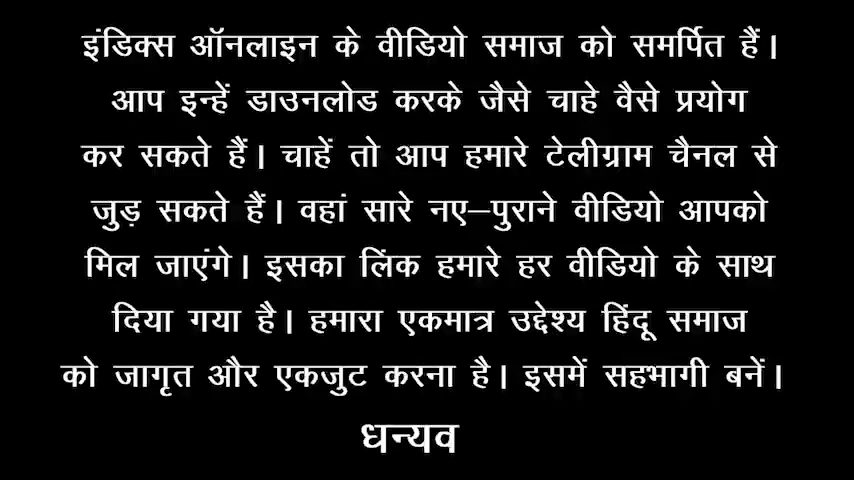 इंडिक्स ऑनलाइन के वीडियो समाज को समर्पित हैं।
आप इन्हें डाउनलोड करके जैसे चाहे वैसे प्रयोग
कर सकते हैं। चाहें तो आप हमारे टेलीग्राम चैनल से
जुड़ सकते हैं। वहां सारे नए–पुराने वीडियो आपको
मिल जाएंगे। इसका लिंक हमारे हर वीडियो के साथ
दिया गया है। हमारा एकमात्र उद्देश्य हिंदू समाज
को जागृत और एकजुट करना है। इसमें सहभागी बनें।
धन्यव